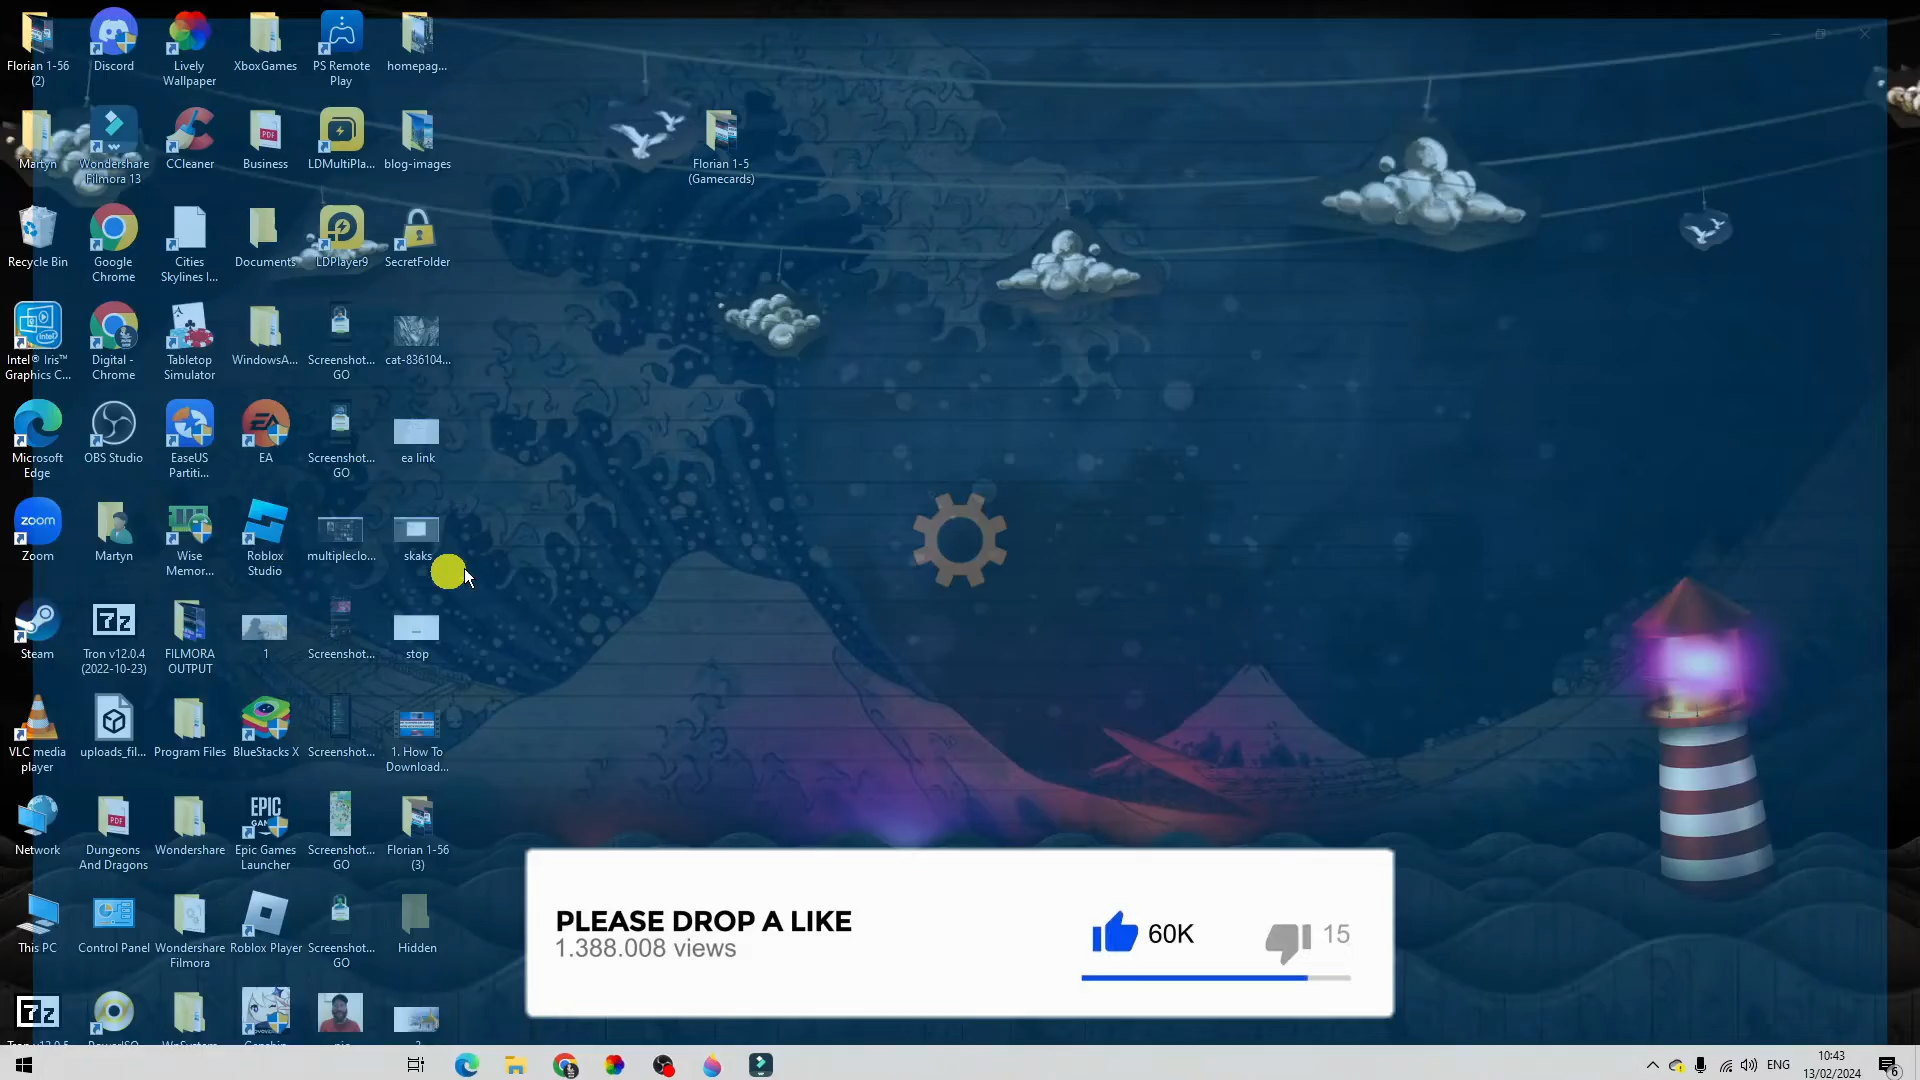 Florian 1-56
(2)
Discord
Lively
Wallpaper
XboxGames
PS Remote
Play
homepag...
Martyn
Wondershare
Filmora 13
CCleaner
Business
LDMultiPla...
blog-images
Florian 1-5
(Gamecards)
Recycle Bin
Google
Chrome
Cities
Skylines I...
Documents
LDPlayer9
SecretFolder
Intel® Iris™
Graphics C...
Digital -
Chrome
Tabletop
Simulator
WindowsA...
Screenshot...
GO
cat-836104...
Microsoft
Edge
OBS Studio
EaseUS
Partiti...
EA
Screenshot...
GO
ea link
zoom
Zoom
Martyn
Wise
Memor...
Roblox
Studio
multipleclo...
skaks
Steam
7z
Tron v12.0.4
(2022-10-23)
FILMORA
OUTPUT
1
Screenshot...
stop
VLC media
player
uploads_fil...
Program Files
BlueStacks X
Screenshot...
1. How To
Download...
Network
PDF
Dungeons
And Dragons
Wondershare
EPIC
Epic Games
Launcher
Screenshot...
GO
Florian 1-56
(3)
This PC
Control Panel
Wondershare
Filmora
Roblox Player
Screenshot...
GO
Hidden
7z
PLEASE DROP A LIKE
1.388.008 views
60K
15
ENG
10:43
13/02/2024
6